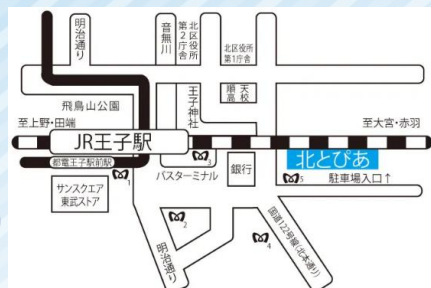 明治通り
音無川
北区役所
第2庁舎
北区役所
第1庁舎
順天
高校
王子神社
飛鳥山公園
至上野・田端
至大宮・赤羽
JR王子駅
都電王子駅前駅
3
北とぴあ
バスターミナル
銀行
5
駐車場入口↑
1
サンスクエア
東武ストア
2
4
明治通り
国道122号線(北本通り)